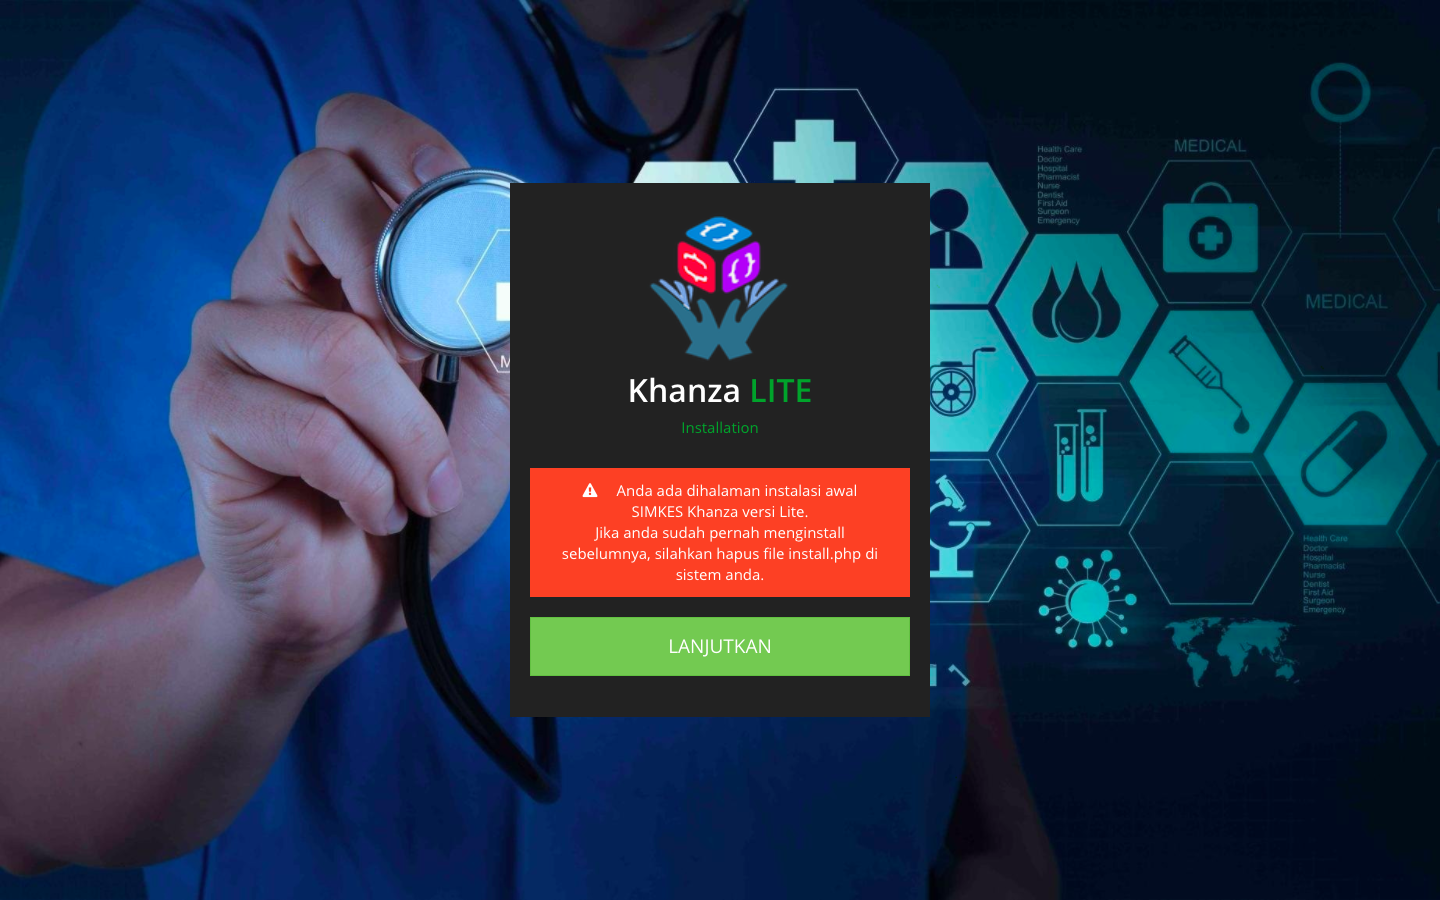 MEDICAL
Health Care
Doctor
Hospital
Pharmacist
Nurse
Dentist
First Aid
Surgeon
Emergency
MEDICAL
M
Khanza LITE
Installation
Anda ada dihalaman instalasi awal
SIMKES Khanza versi Lite.
Jika anda sudah pernah menginstall
sebelumnya, silahkan hapus file install.php di
sistem anda.
LANJUTKAN
Health Care
Doctor
Hospital
Pharmacist
Nurse
Dentist
First Aid
Surgeon
Emergency